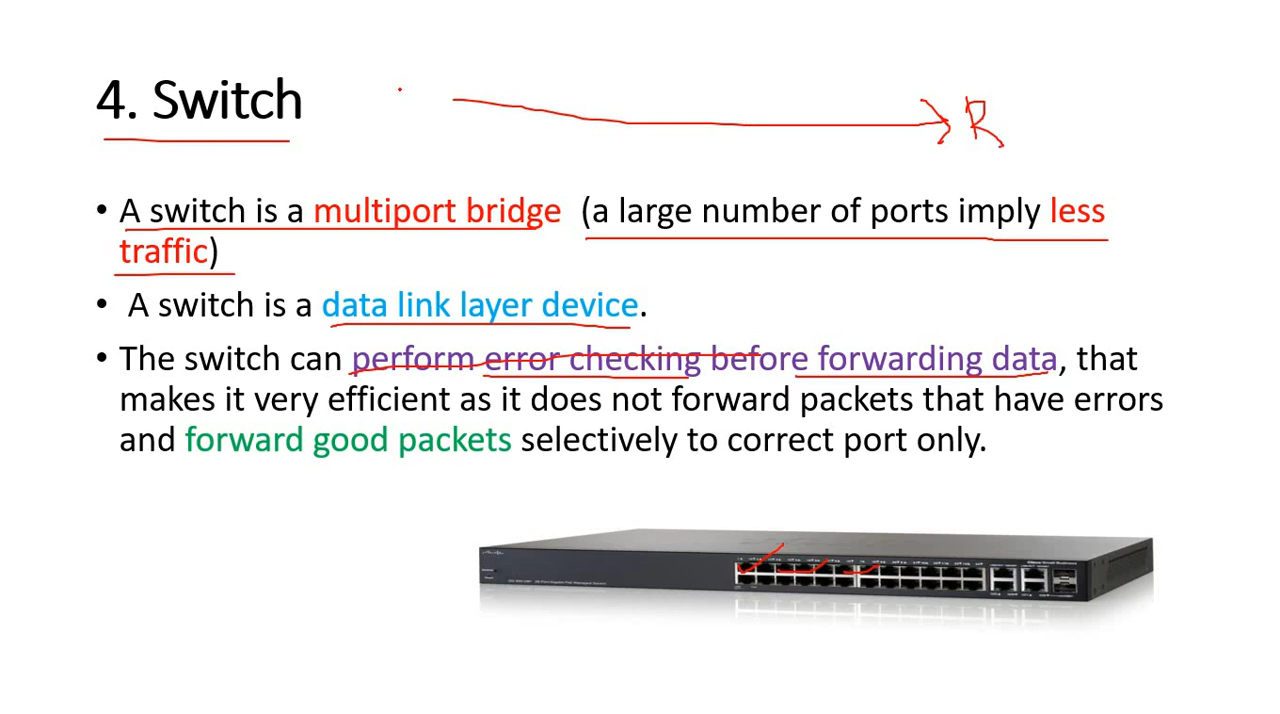 4. Switch
R
• A switch is a multiport bridge (a large number of ports imply less
traffic)
• A switch is a data link layer device.
• The switch can perform error checking before forwarding data, that
makes it very efficient as it does not forward packets that have errors
and forward good packets selectively to correct port only.